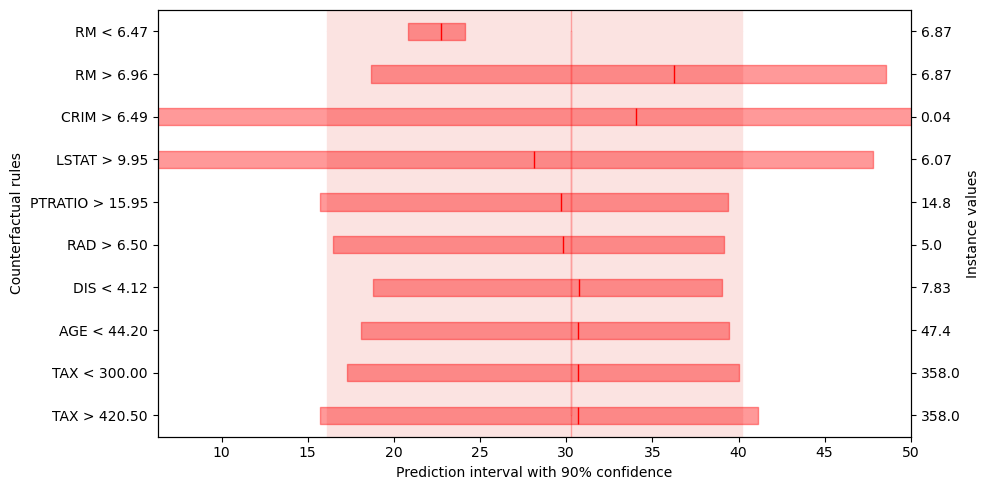 RM < 6.47
6.87
RM > 6.96
6.87
CRIM > 6.49
0.04
LSTAT > 9.95
6.07
PTRATIO > 15.95
14.8
RAD > 6.50
5.0
DIS < 4.12
7.83
AGE < 44.20
47.4
TAX < 300.00
358.0
TAX > 420.50
358.0
Counterfactual rules
Instance values
10 15 20 25 30 35 40 45 50
Prediction interval with 90% confidence